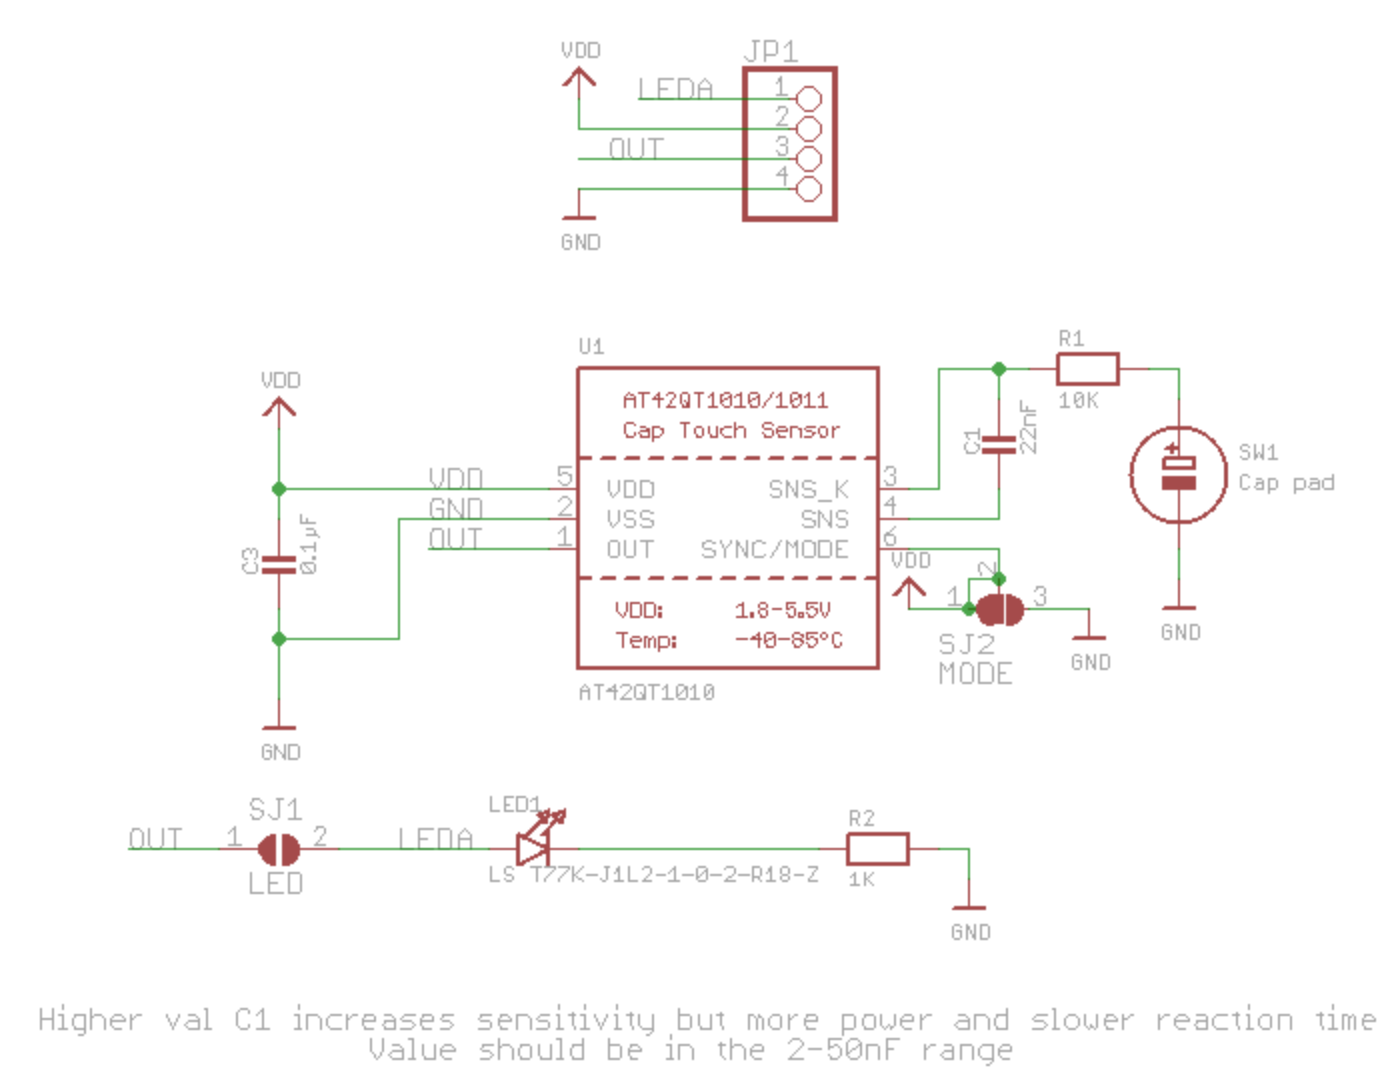 VDD
JP1
LEDA
1
2
OUT
3
4
GND
U1
R1
10K
AT42QT1010/1011
Cap Touch Sensor
VDD
C1
22nF
SW1
Cap pad
+
VDD
5
VDD
SNS_K
3
GND
2
VSS
SNS
4
OUT
1
OUT
SYNC/MODE
6
C3
0.1µF
VDD
2
1
3
SJ2
MODE
GND
GND
VDD: 1.8-5.5V
Temp: -40-85°C
AT42QT1010
GND
SJ1
OUT
1
2
LED
LEDA
LED1
LS T77K-J1L2-1-0-2-R18-Z
R2
1K
GND
Higher val C1 increases sensitivity but more power and slower reaction time
Value should be in the 2-50nF range